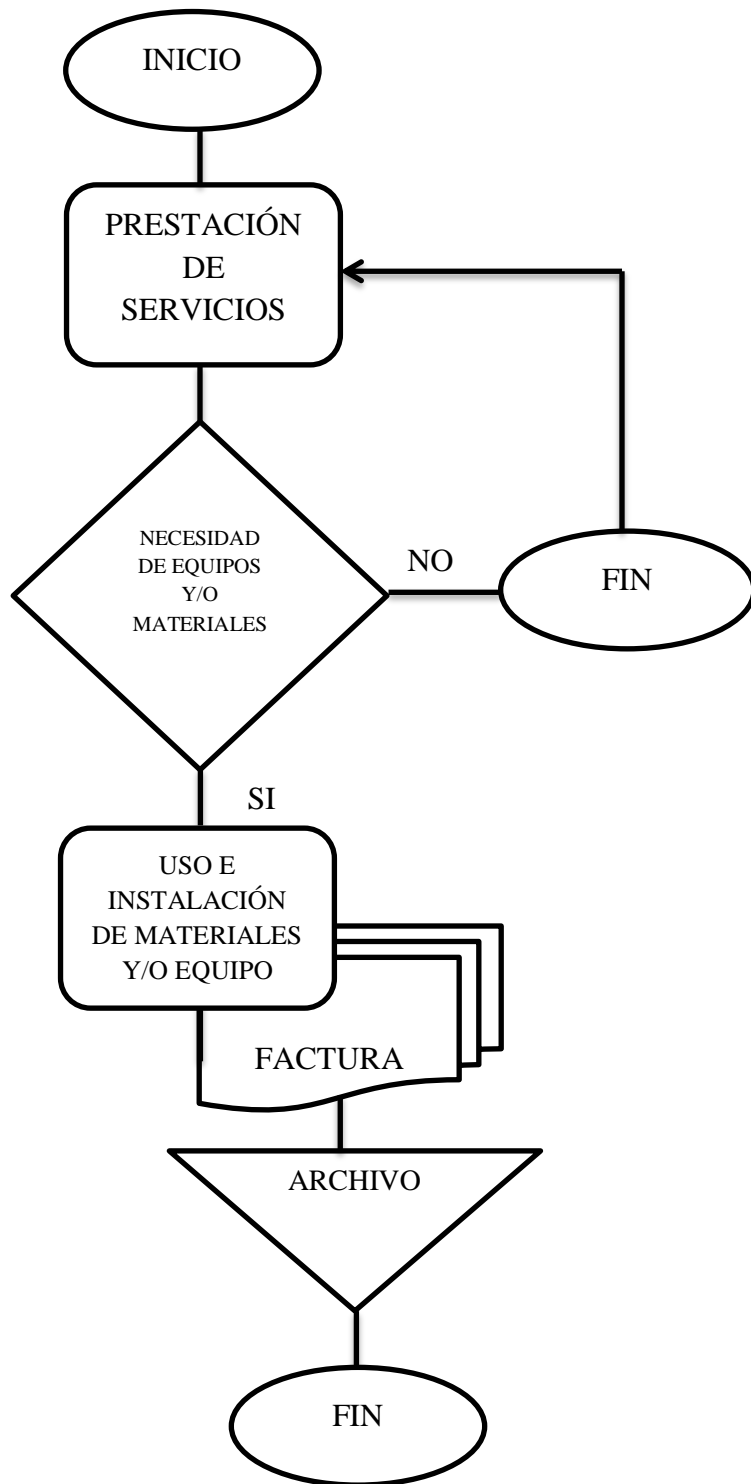 INICIO
PRESTACIÓN
DE
SERVICIOS
NECESIDAD
DE EQUIPOS
Y/O
MATERIALES
NO
FIN
SI
USO E
INSTALACIÓN
DE MATERIALES
Y/O EQUIPO
FACTURA
ARCHIVO
FIN